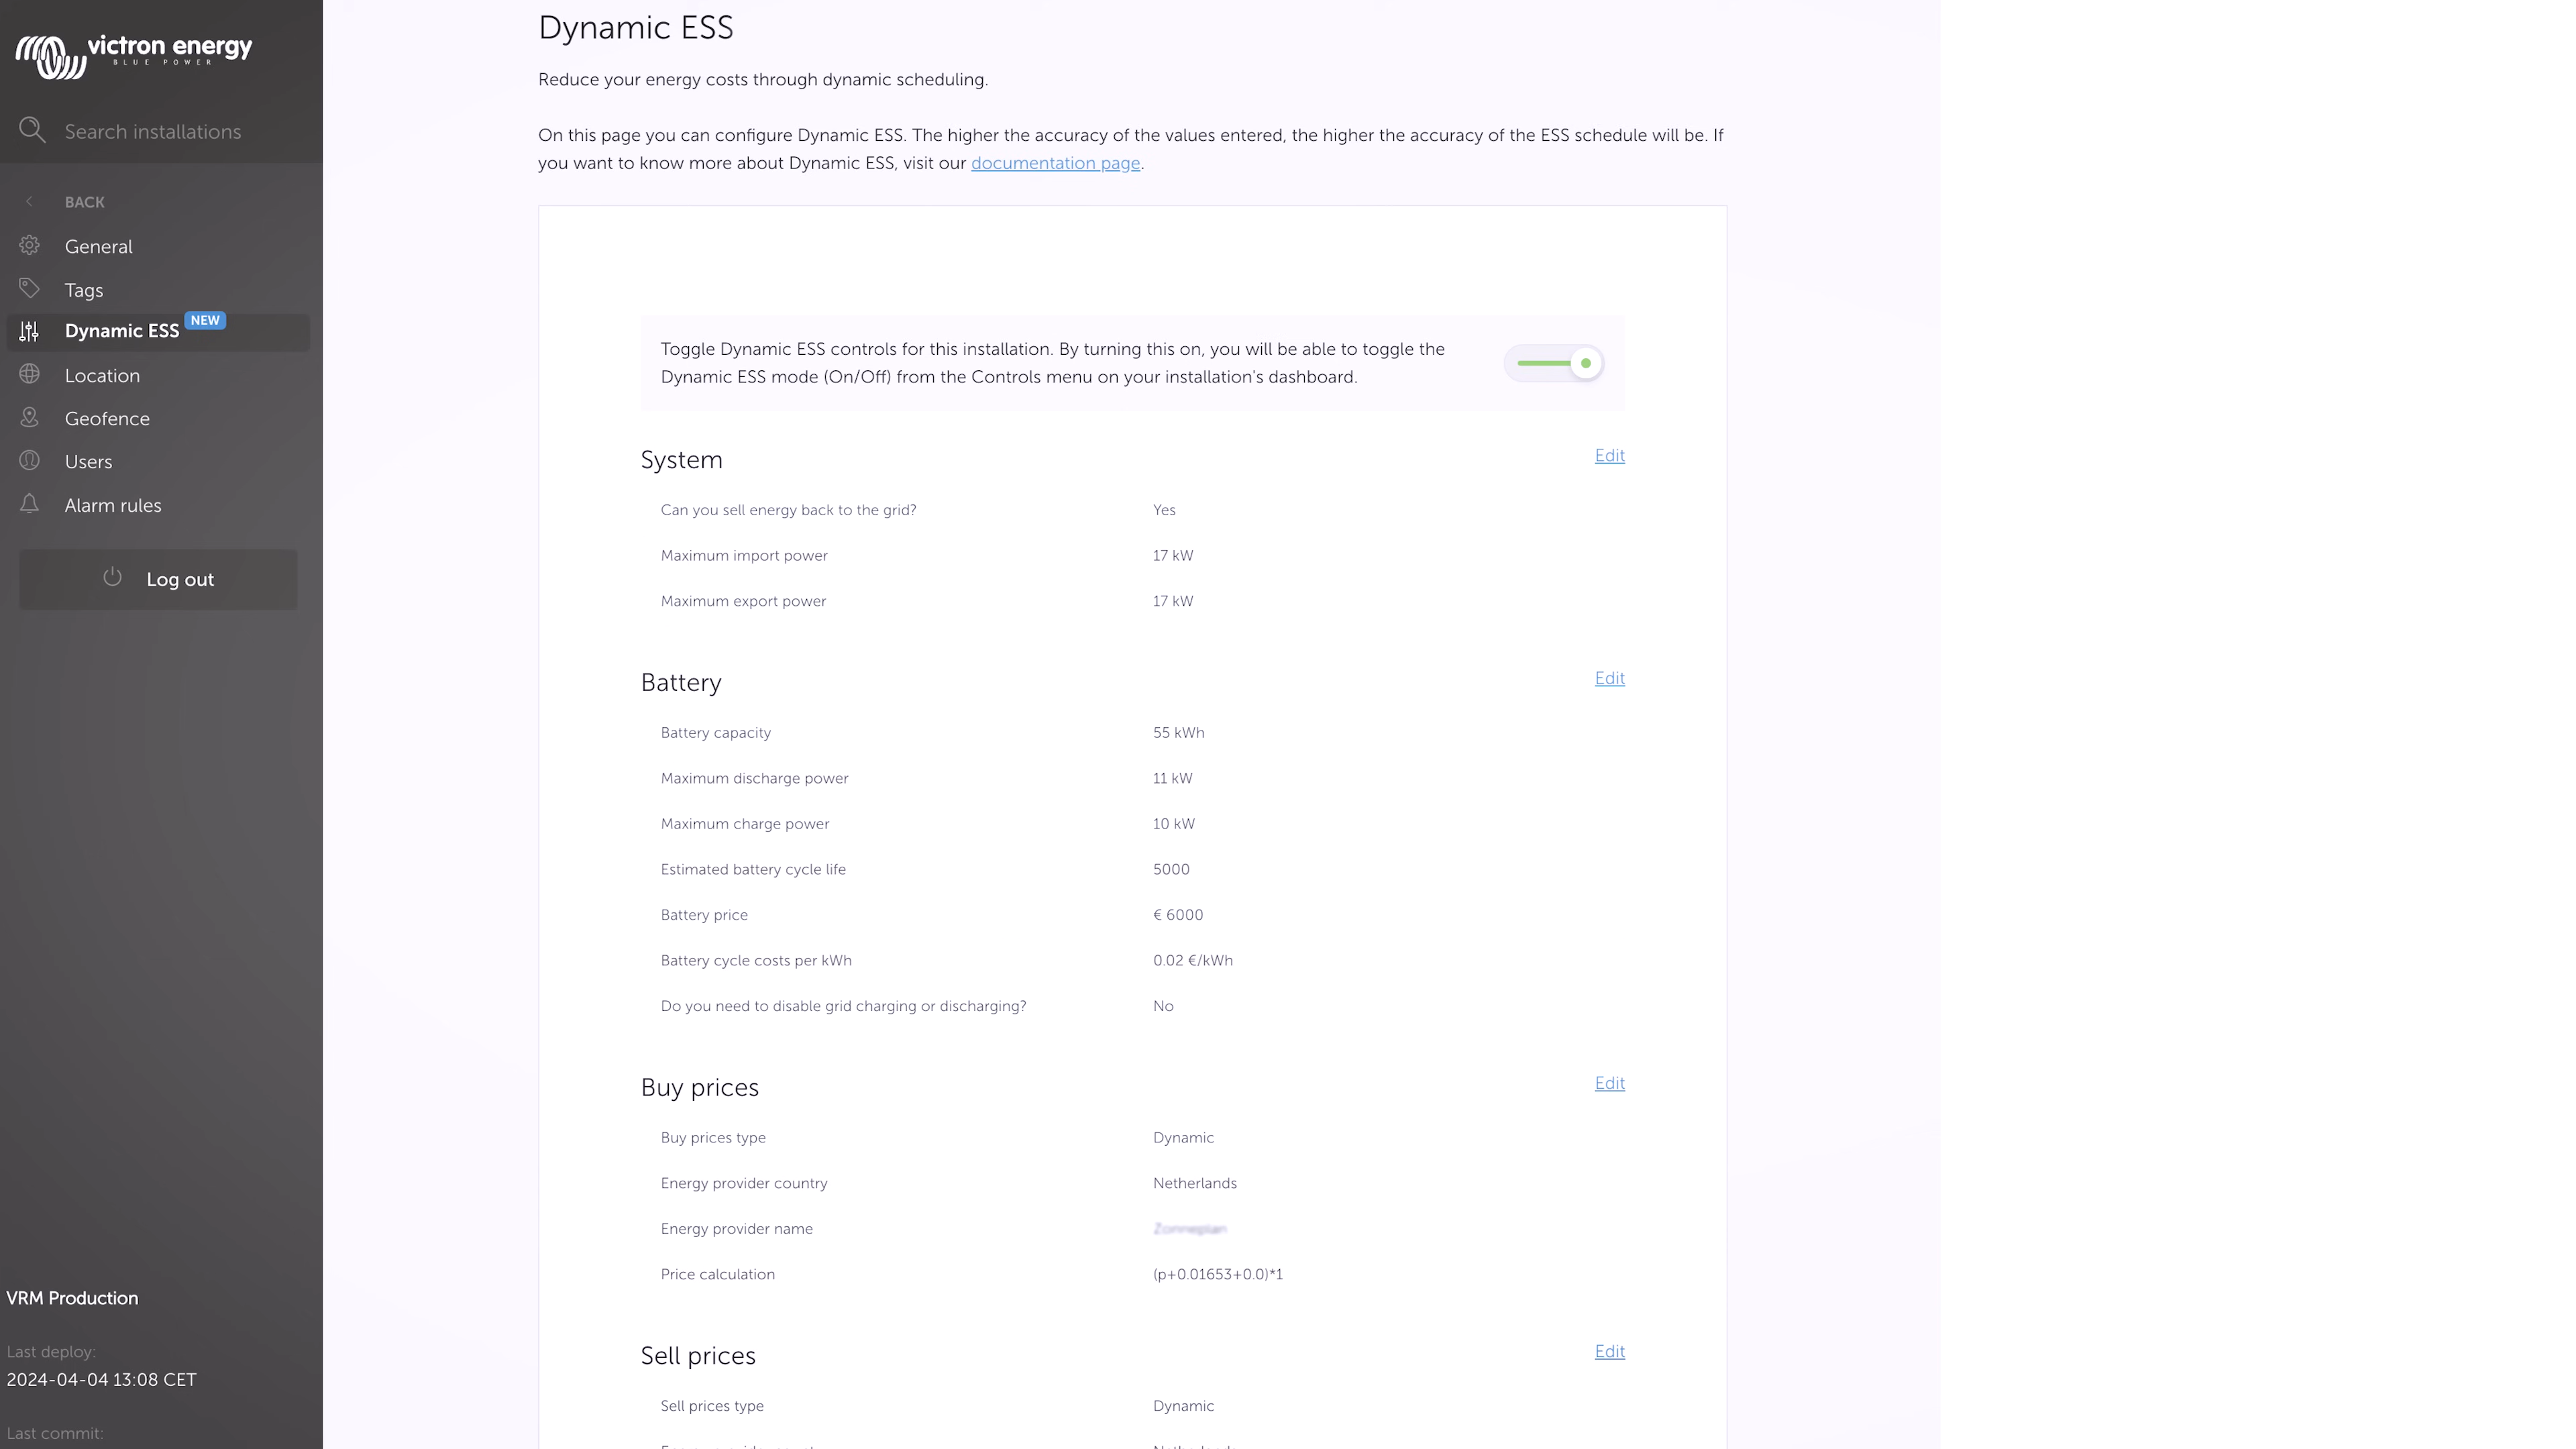 victron energy
BLUE POWER
Search installations
BACK
General
Tags
Dynamic ESS NEW
Location
Geofence
Users
Alarm rules
Log out
VRM Production
Last deploy:
2024-04-04 13:08 CET
Last commit:
Dynamic ESS
Reduce your energy costs through dynamic scheduling.
On this page you can configure Dynamic ESS. The higher the accuracy of the values entered, the higher the accuracy of the ESS schedule will be. If
you want to know more about Dynamic ESS, visit our documentation page.
Toggle Dynamic ESS controls for this installation. By turning this on, you will be able to toggle the
Dynamic ESS mode (On/Off) from the Controls menu on your installation's dashboard.
System Edit
Can you sell energy back to the grid? Yes
Maximum import power 17 kW
Maximum export power 17 kW
Battery Edit
Battery capacity 55 kWh
Maximum discharge power 11 kW
Maximum charge power 10 kW
Estimated battery cycle life 5000
Battery price € 6000
Battery cycle costs per kWh 0.02 €/kWh
Do you need to disable grid charging or discharging? No
Buy prices Edit
Buy prices type Dynamic
Energy provider country Netherlands
Energy provider name
Price calculation (p+0.01653+0.0)*1
Sell prices Edit
Sell prices type Dynamic